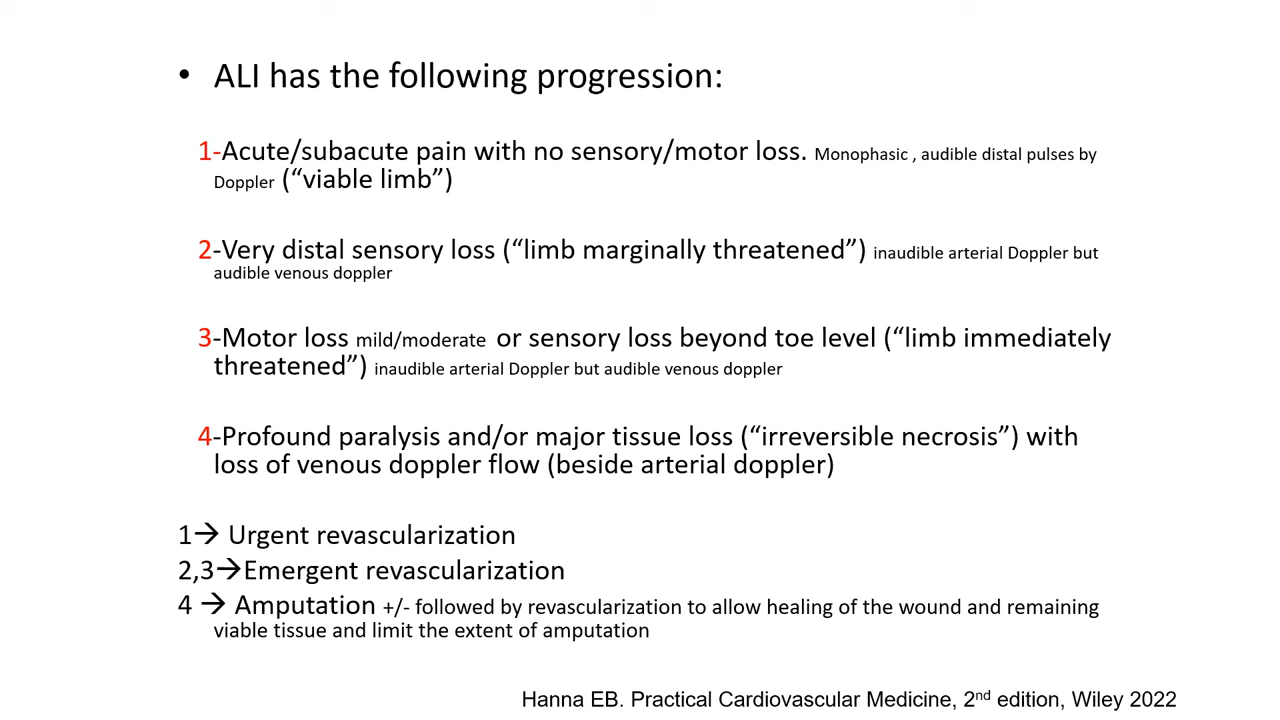 • ALI has the following progression:
1-Acute/subacute pain with no sensory/motor loss. Monophasic , audible distal pulses by
Doppler (“viable limb”)
2-Very distal sensory loss (“limb marginally threatened”) inaudible arterial Doppler but
audible venous doppler
3-Motor loss mild/moderate or sensory loss beyond toe level (“limb immediately
threatened”) inaudible arterial Doppler but audible venous doppler
4-Profound paralysis and/or major tissue loss (“irreversible necrosis”) with
loss of venous doppler flow (beside arterial doppler)
1→ Urgent revascularization
2,3→Emergent revascularization
4 → Amputation +/- followed by revascularization to allow healing of the wound and remaining
viable tissue and limit the extent of amputation
Hanna EB. Practical Cardiovascular Medicine, 2nd edition, Wiley 2022